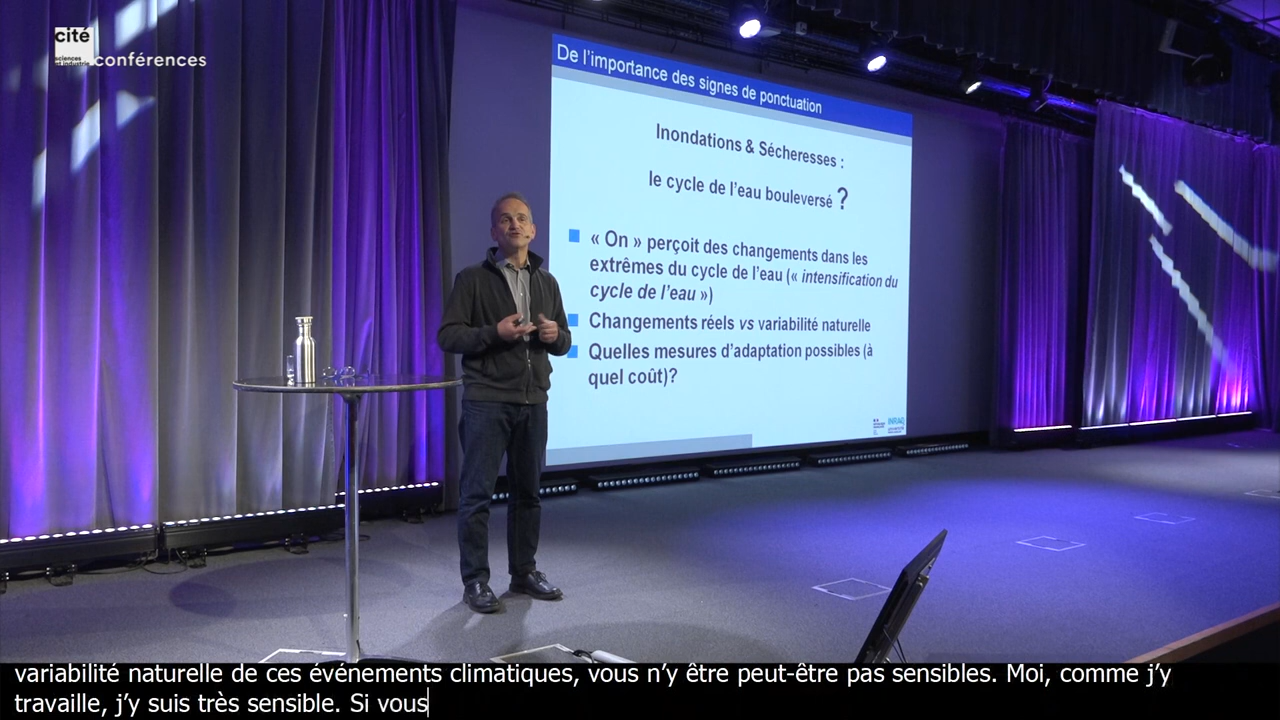 cité
sciences
et industrie
conférences
De l'importance des signes de ponctuation
Inondations & Sécheresses :
le cycle de l'eau bouleversé ?
« On » perçoit des changements dans les
extrêmes du cycle de l'eau (« intensification du
cycle de l'eau »)
Changements réels vs variabilité naturelle
Quelles mesures d'adaptation possibles (à
quel coût)?
INRAE
variabilité naturelle de ces événements climatiques, vous n'y être peut-être pas sensibles. Moi, comme j'y
travaille, j'y suis très sensible. Si vous